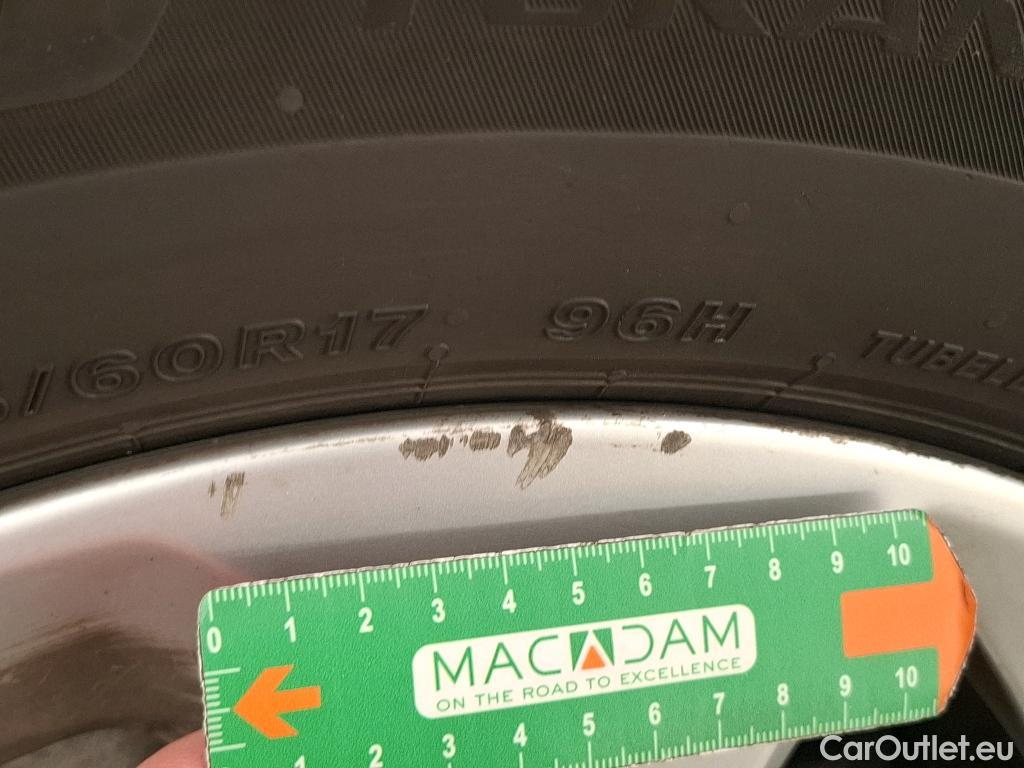 /60R17 96H
0 1 2 3 4 5 6 7 8 9 10
MACADAM
ON THE ROAD TO EXCELLENCE
1 2 3 4 5 6 7 8 9 10
CarOutlet.eu